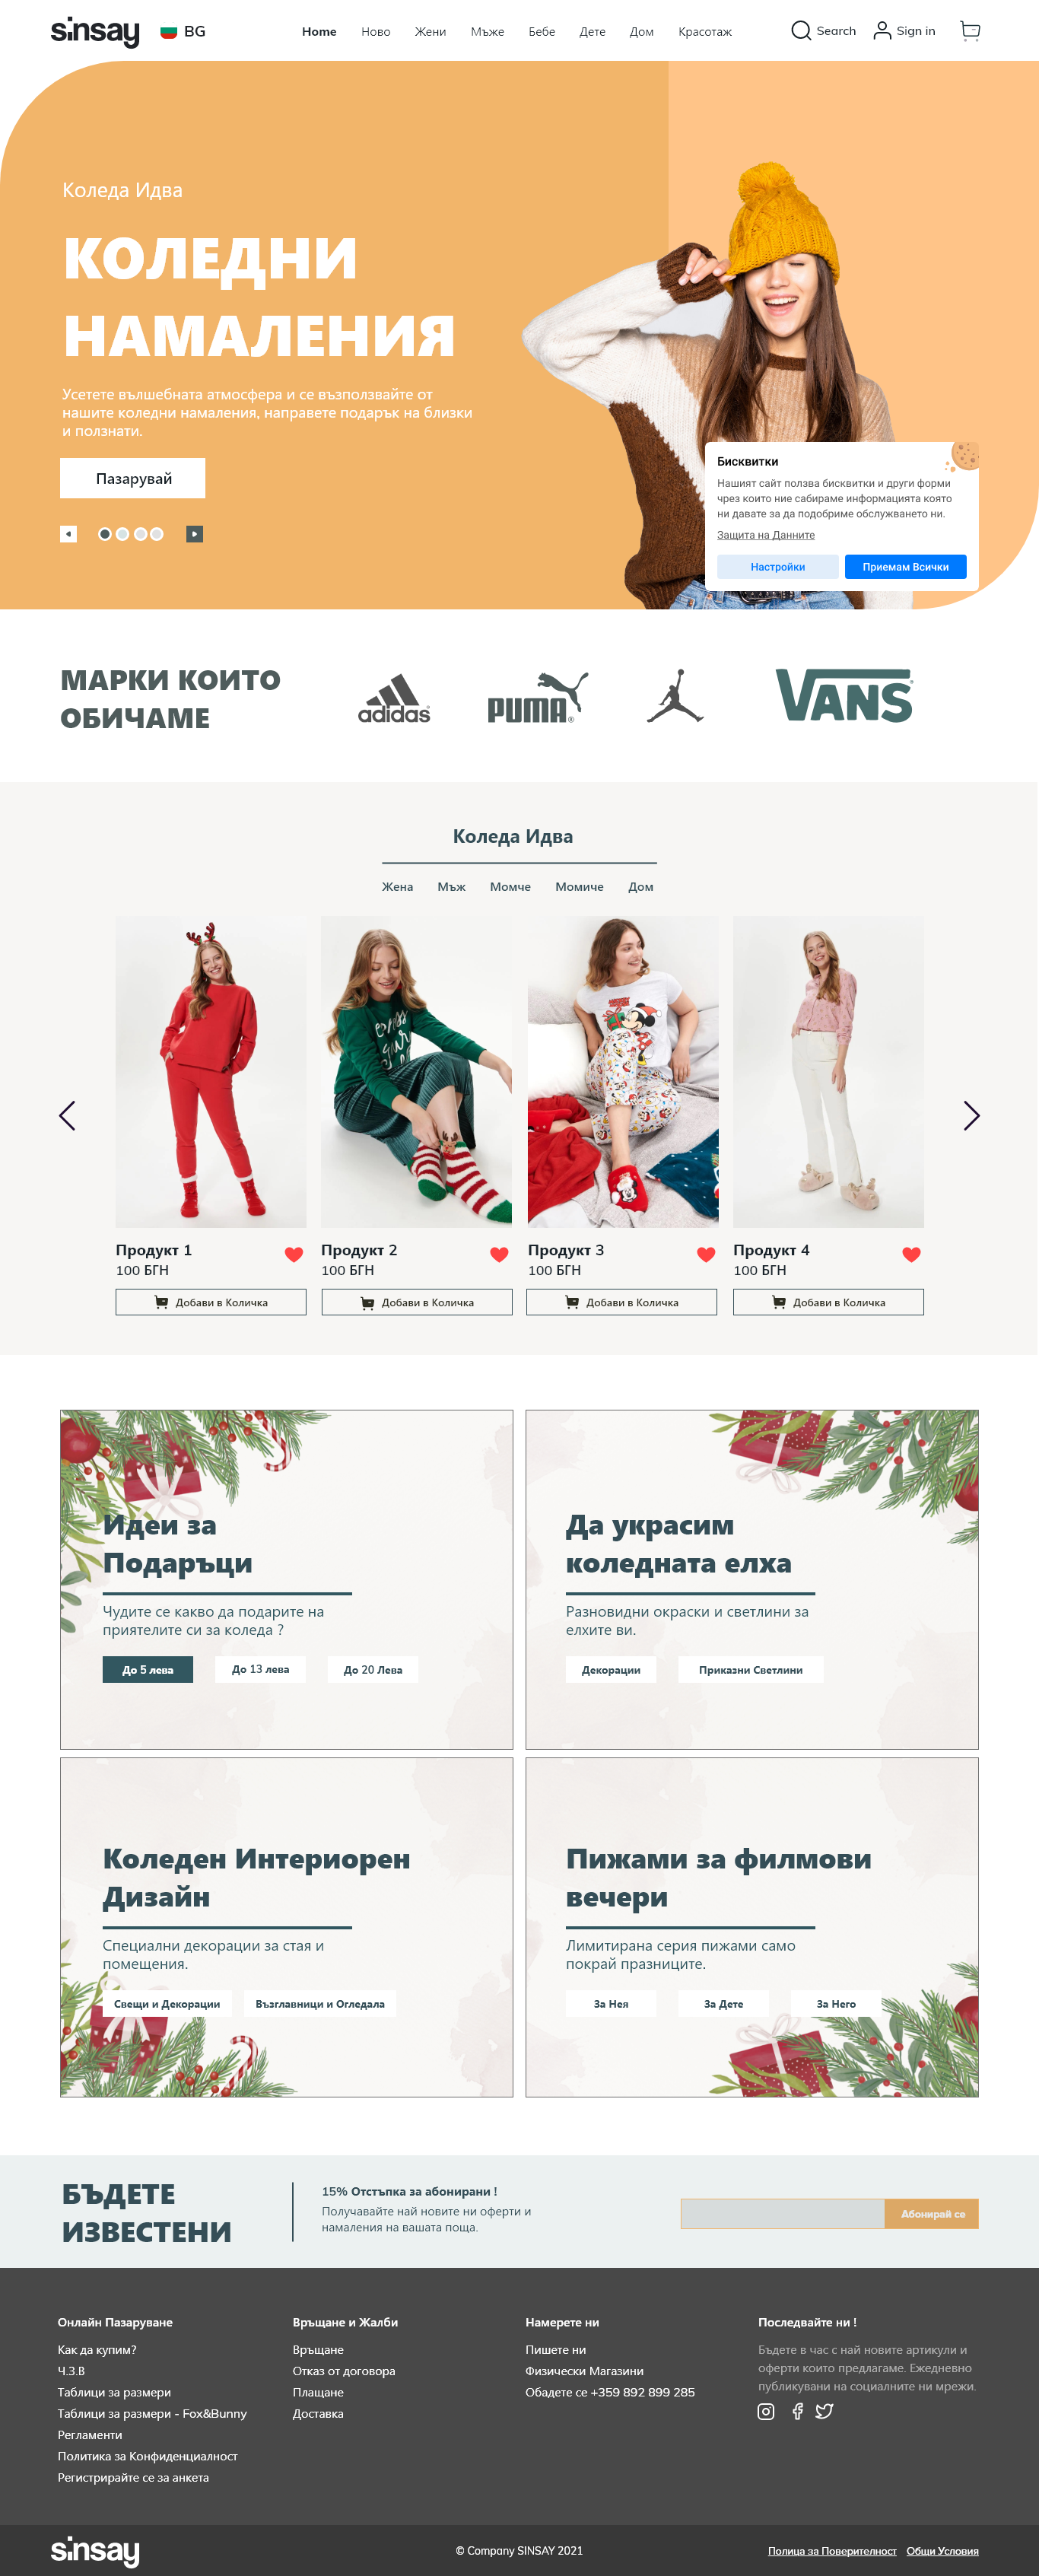 sinsay
BG
Home Ново Жени Мъже Бебе Дете Дом Красотаж
Search
Sign in
Коледа Идва
КОЛЕДНИ
НАМАЛЕНИЯ
Усетете вълшебната атмосфера и се възползвайте от
нашите коледни намаления, направете подарък на близки
и ползнати.
Пазарувай
Бисквитки
Нашият сайт ползва бисквитки и други форми
чрез които ние сабираме информацията която
ни давате за да подобриме обслужването ни.
Защита на Данните
Настройки
Приемам Всички
МАРКИ КОИТО
ОБИЧАМЕ
adidas
PUMA
VANS
Коледа Идва
Жена Мъж Момче Момиче Дом
Продукт 1
100 БГН
Добави в Количка
Продукт 2
100 БГН
Добави в Количка
Продукт 3
100 БГН
Добави в Количка
Продукт 4
100 БГН
Добави в Количка
Идеи за
Подаръци
Чудите се какво да подарите на
приятелите си за коледа ?
До 5 лева
До 13 лева
До 20 Лева
Да украсим
коледната елха
Разновидни окраски и светлини за
елхите ви.
Декорации
Приказни Светлини
Коледен Интериорен
Дизайн
Специални декорации за стая и
помещения.
Свещи и Декорации
Възглавници и Огледала
Пижами за филмови
вечери
Лимитирана серия пижами само
покрай празниците.
За Нея
За Дете
За Него
БЪДЕТЕ
ИЗВЕСТЕНИ
15% Отстъпка за абонирани !
Получавайте най новите ни оферти и
намаления на вашата поща.
Абонирай се
Онлайн Пазаруване
Как да купим?
Ч.З.В
Таблици за размери
Таблици за размери - Fox&Bunny
Регламенти
Политика за Конфиденциалност
Регистрирайте се за анкета
Връщане и Жалби
Връщане
Отказ от договора
Плащане
Доставка
Намерете ни
Пишете ни
Физически Магазини
Обадете се +359 892 899 285
Последвайте ни !
Бъдете в час с най новите артикули и
оферти които предлагаме. Ежедневно
публикувани на социалните ни мрежи.
sinsay
© Company SINSAY 2021
Полица за Поверителност
Общи Условия